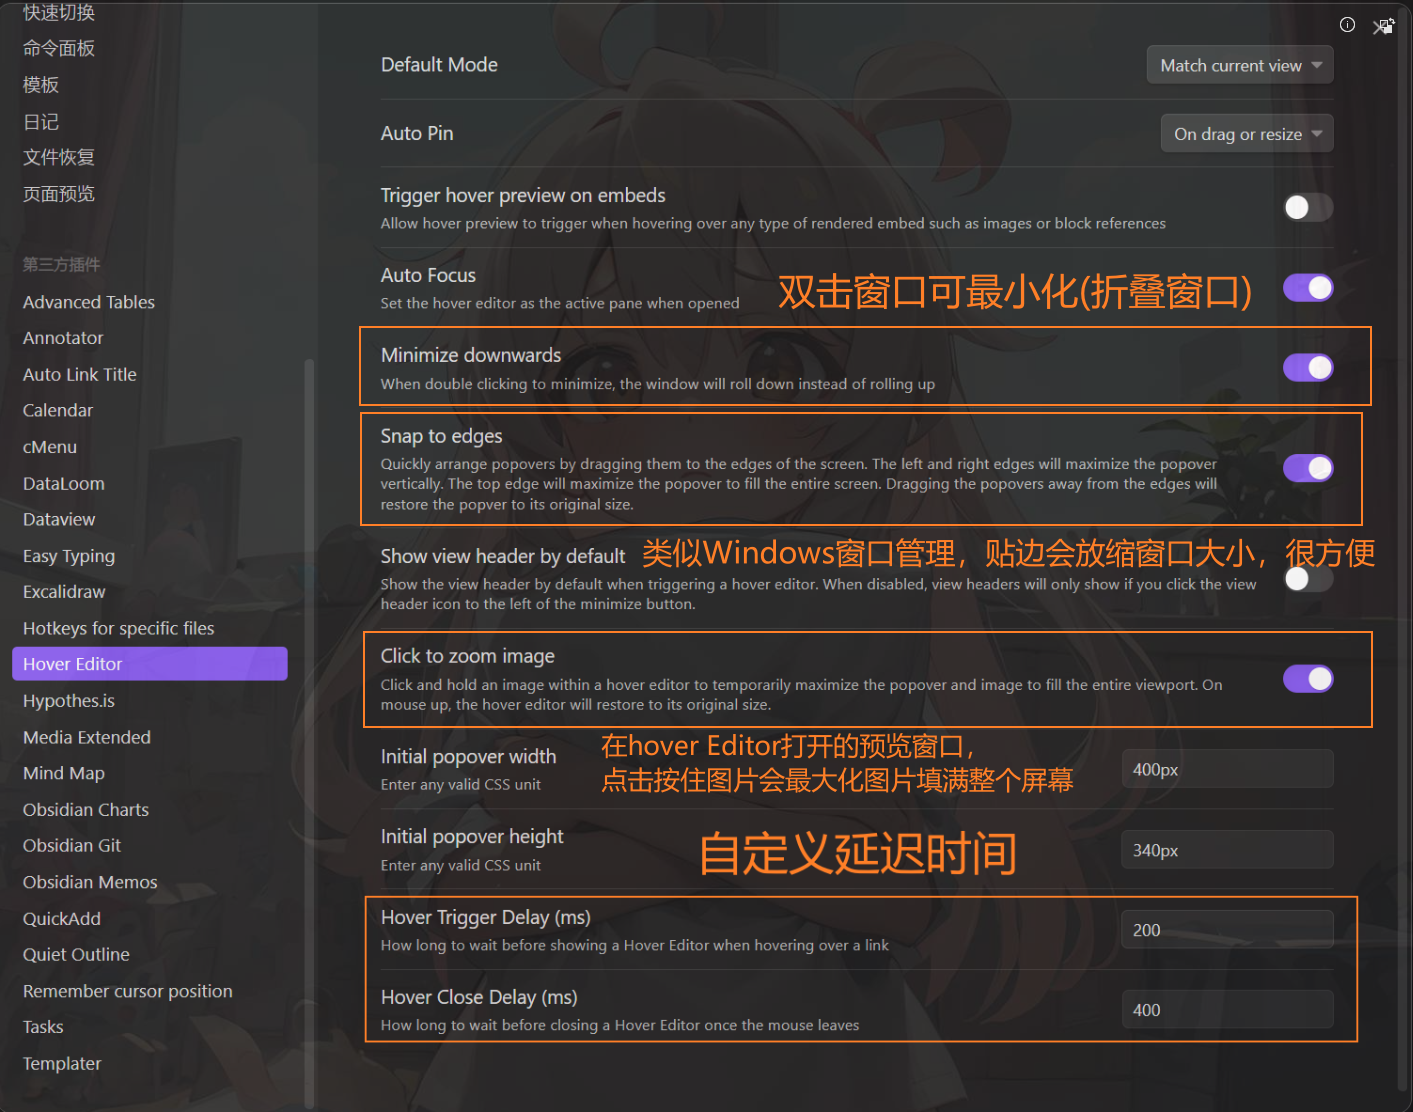 快速切换
命令面板
模板
日记
文件恢复
页面预览
第三方插件
Advanced Tables
Annotator
Auto Link Title
Calendar
cMenu
DataLoom
Dataview
Easy Typing
Excalidraw
Hotkeys for specific files
Hover Editor
Hypothes.is
Media Extended
Mind Map
Obsidian Charts
Obsidian Git
Obsidian Memos
QuickAdd
Quiet Outline
Remember cursor position
Tasks
Templater
Default Mode
Match current view
Auto Pin
On drag or resize
Trigger hover preview on embeds
Allow hover preview to trigger when hovering over any type of rendered embed such as images or block references
Auto Focus
Set the hover editor as the active pane when opened
双击窗口可最小化(折叠窗口)
Minimize downwards
When double clicking to minimize, the window will roll down instead of rolling up
Snap to edges
Quickly arrange popovers by dragging them to the edges of the screen. The left and right edges will maximize the popover
vertically. The top edge will maximize the popover to fill the entire screen. Dragging the popovers away from the edges will
restore the popver to its original size.
Show view header by default
类似Windows窗口管理，贴边会放缩窗口大小，很方便
Show the view header by default when triggering a hover editor. When disabled, view headers will only show if you click the view
header icon to the left of the minimize button.
Click to zoom image
Click and hold an image within a hover editor to temporarily maximize the popover and image to fill the entire viewport. On
mouse up, the hover editor will restore to its original size.
在hover Editor打开的预览窗口，
点击按住图片会最大化图片填满整个屏幕
Initial popover width
Enter any valid CSS unit
400px
Initial popover height
Enter any valid CSS unit
340px
自定义延迟时间
Hover Trigger Delay (ms)
How long to wait before showing a Hover Editor when hovering over a link
200
Hover Close Delay (ms)
How long to wait before closing a Hover Editor once the mouse leaves
400